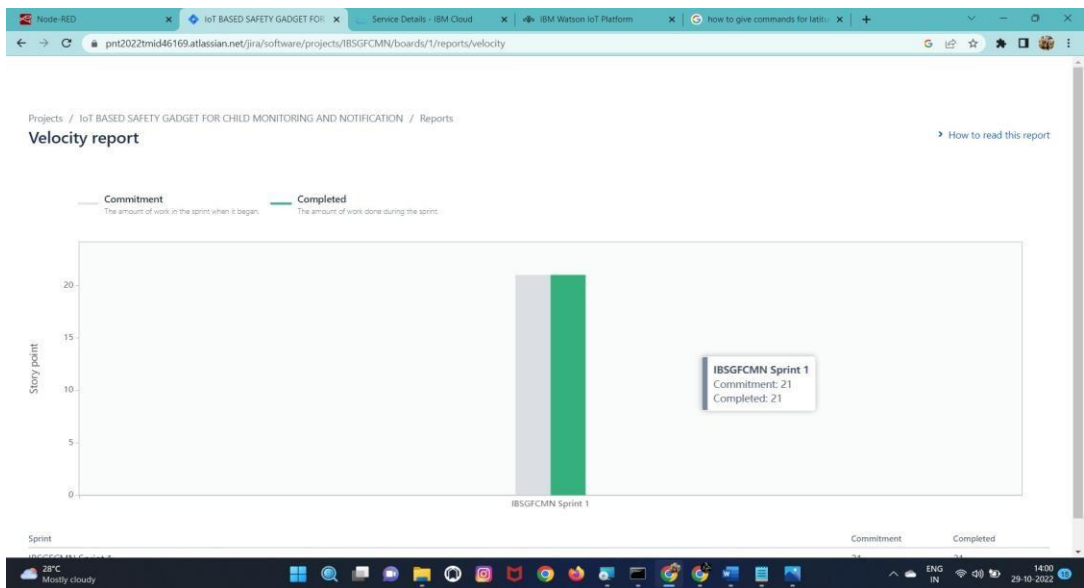 Node-RED
IoT BASED SAFETY GADGET FOR
Service Details - IBM Cloud
IBM Watson IoT Platform
how to give commands for latitu
pnt2022tmid46169.atlassian.net/jira/software/projects/IBSGFCMN/boards/1/reports/velocity
Projects / IoT BASED SAFETY GADGET FOR CHILD MONITORING AND NOTIFICATION / Reports
Velocity report
How to read this report
Commitment
The amount of work in the sprint when it began.
Completed
The amount of work done during the sprint.
20
15
10
5
0
Story point
IBSGFCMN Sprint 1
Commitment: 21
Completed: 21
IBSGFCMN Sprint 1
Sprint Commitment Completed
IBSGFCMN Sprint 1 21 21
28°C
Mostly cloudy
ENG
IN
14:00
29-10-2022